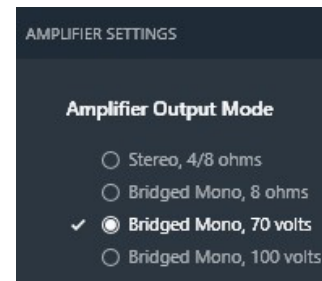 AMPLIFIER SETTINGS
Amplifier Output Mode
Stereo, 4/8 ohms
Bridged Mono, 8 ohms
Bridged Mono, 70 volts
Bridged Mono, 100 volts